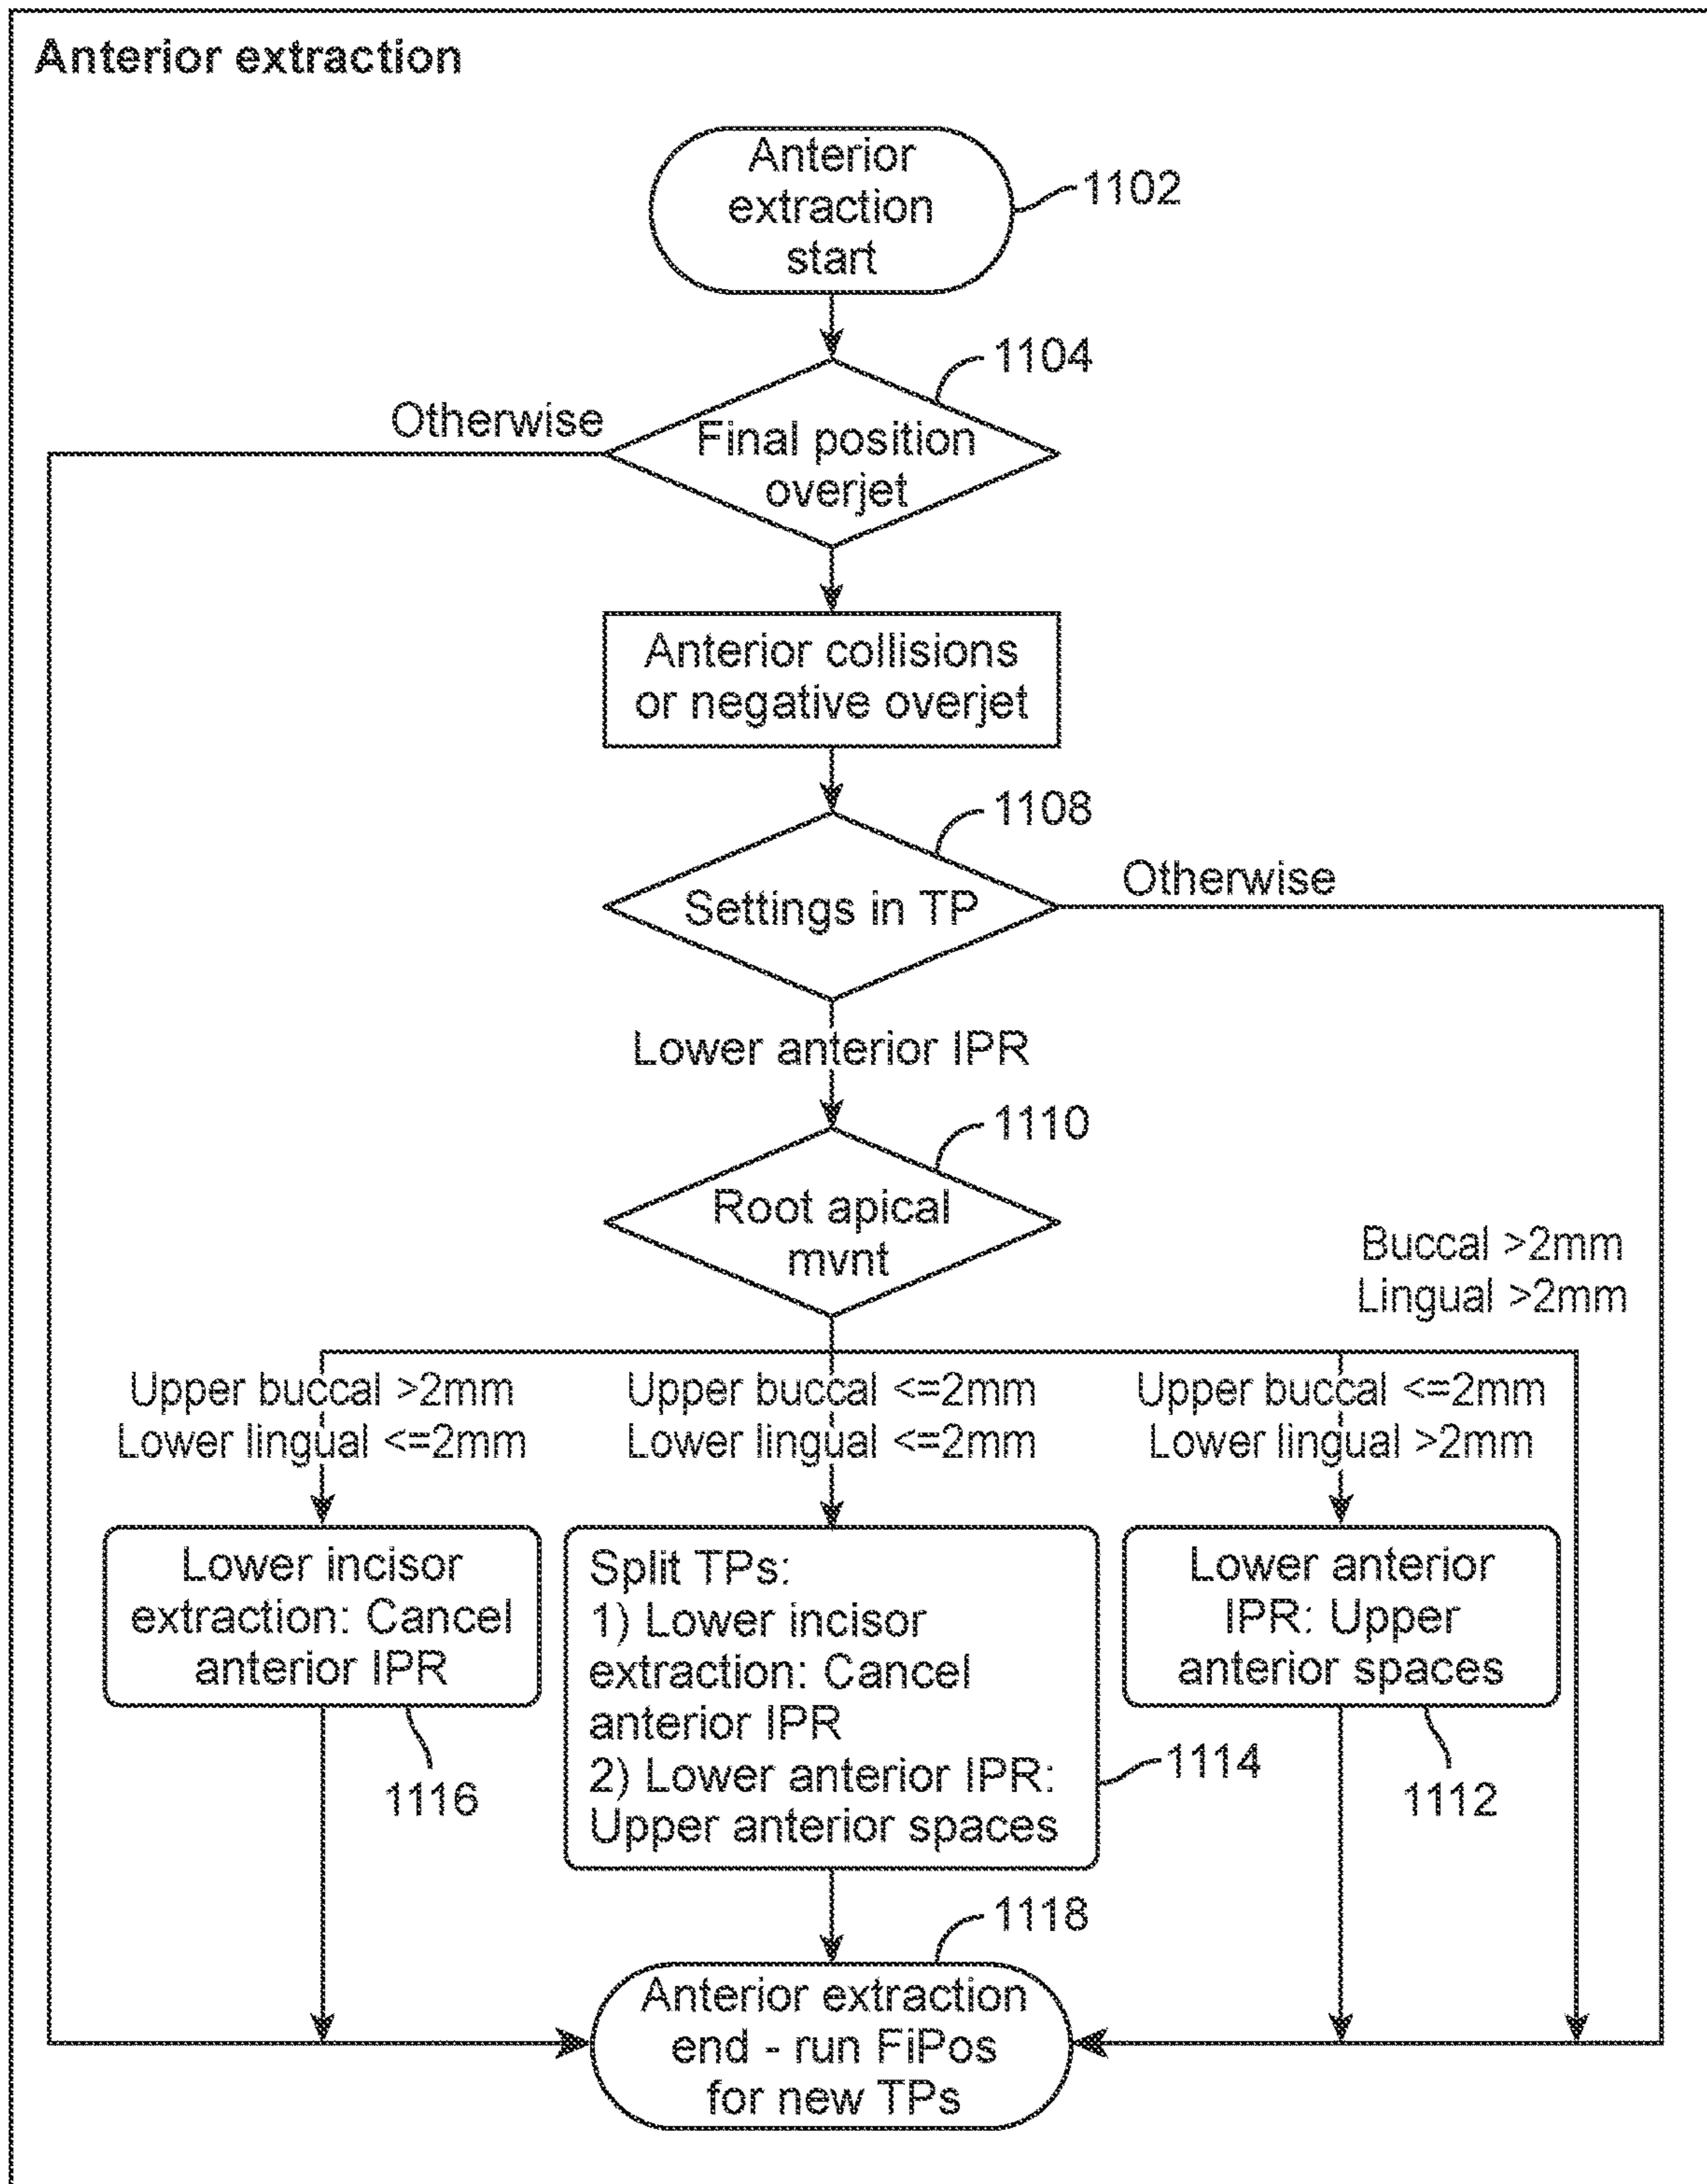 Anterior extraction
Anterior
extraction
start
1102
1104
Otherwise
Final position
overjet
Anterior collisions
or negative overjet
1108
Otherwise
Settings in TP
Lower anterior IPR
1110
Root apical
mvnt
Buccal >2mm
Lingual >2mm
Upper buccal >2mm
Lower lingual <=2mm
Upper buccal <=2mm
Lower lingual <=2mm
Upper buccal <=2mm
Lower lingual >2mm
Lower incisor
extraction: Cancel
anterior IPR
1116
Split TPs:
1) Lower incisor
extraction: Cancel
anterior IPR
2) Lower anterior IPR:
Upper anterior spaces
1114
Lower anterior
IPR: Upper
anterior spaces
1112
1118
Anterior extraction
end - run FiPos
for new TPs